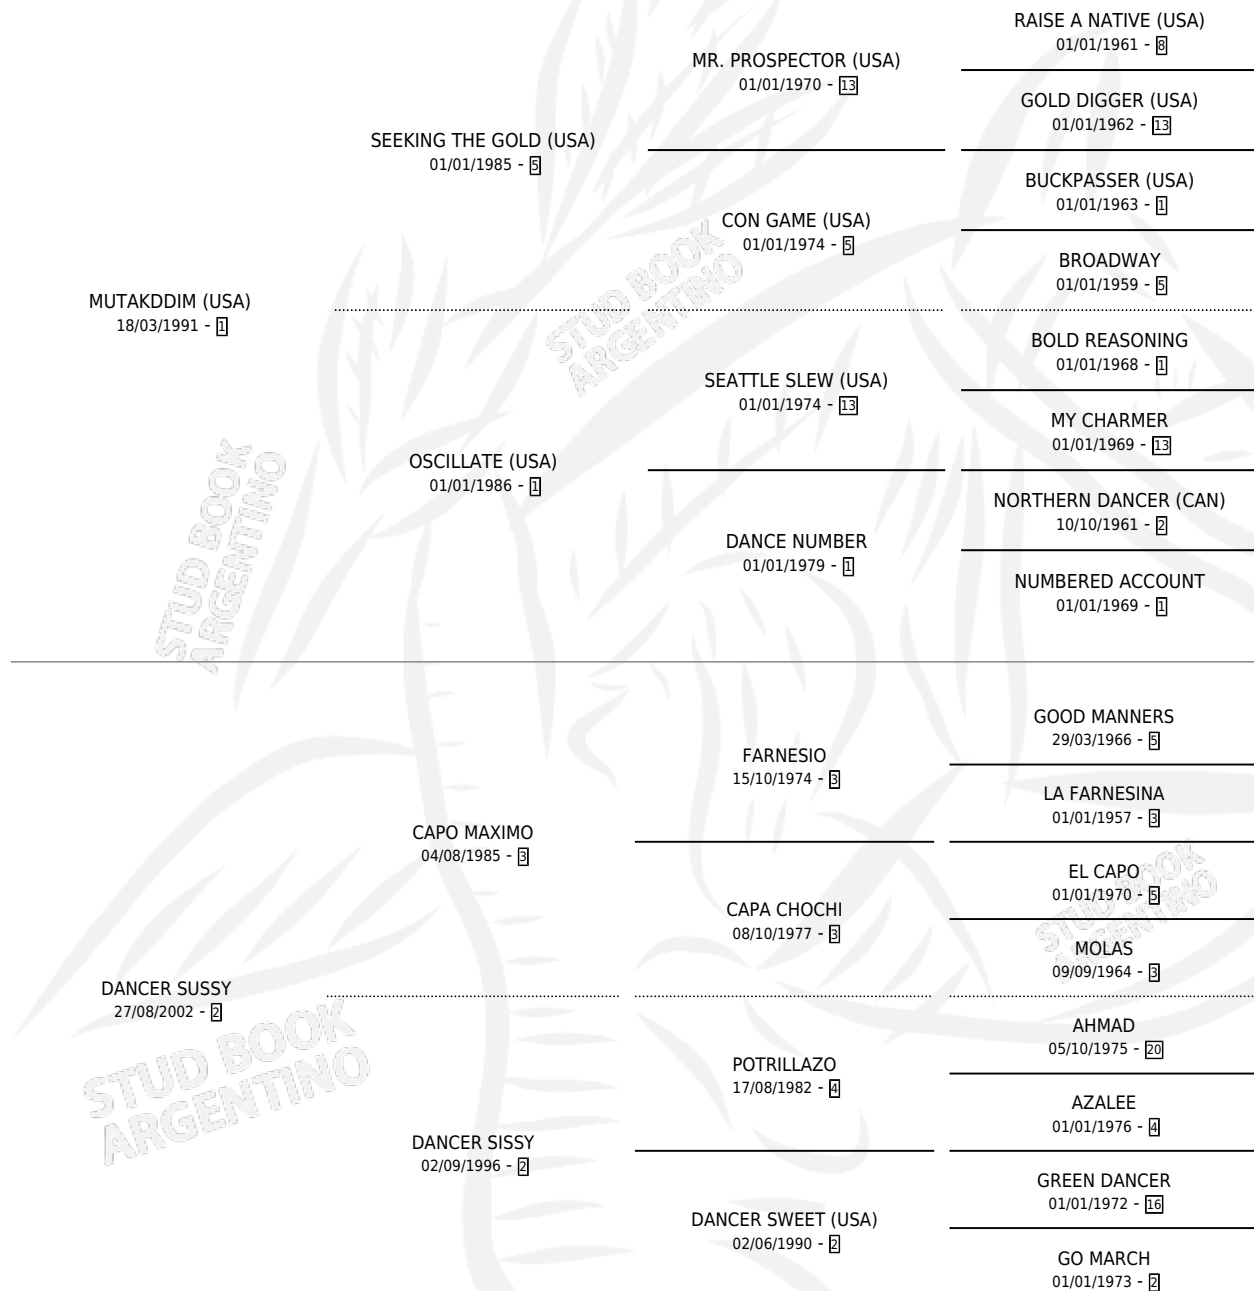 RAISE A NATIVE (USA)
01/01/1961 - 8
MR. PROSPECTOR (USA)
01/01/1970 - 13
GOLD DIGGER (USA)
01/01/1962 - 13
SEEKING THE GOLD (USA)
01/01/1985 - 5
BUCKPASSER (USA)
01/01/1963 - 1
CON GAME (USA)
01/01/1974 - 5
BROADWAY
01/01/1959 - 5
MUTAKDDIM (USA)
18/03/1991 - 1
STUD BOOK
ARGENTINO
BOLD REASONING
01/01/1968 - 1
SEATTLE SLEW (USA)
01/01/1974 - 13
MY CHARMER
01/01/1969 - 13
OSCILLATE (USA)
01/01/1986 - 1
NORTHERN DANCER (CAN)
10/10/1961 - 2
DANCE NUMBER
01/01/1979 - 1
NUMBERED ACCOUNT
01/01/1969 - 1
STUD BOOK
ARGENTINO
GOOD MANNERS
29/03/1966 - 5
FARNESIO
15/10/1974 - 3
LA FARNESINA
01/01/1957 - 3
CAPO MAXIMO
04/08/1985 - 3
EL CAPO
01/01/1970 - 5
CAPA CHOCHI
08/10/1977 - 3
MOLAS
09/09/1964 - 3
STUD BOOK
ARGENTINO
DANCER SUSSY
27/08/2002 - 2
AHMAD
05/10/1975 - 20
POTRILLAZO
17/08/1982 - 4
AZALEE
01/01/1976 - 4
STUD BOOK
ARGENTINO
DANCER SISSY
02/09/1996 - 2
GREEN DANCER
01/01/1972 - 16
DANCER SWEET (USA)
02/06/1990 - 2
GO MARCH
01/01/1973 - 2